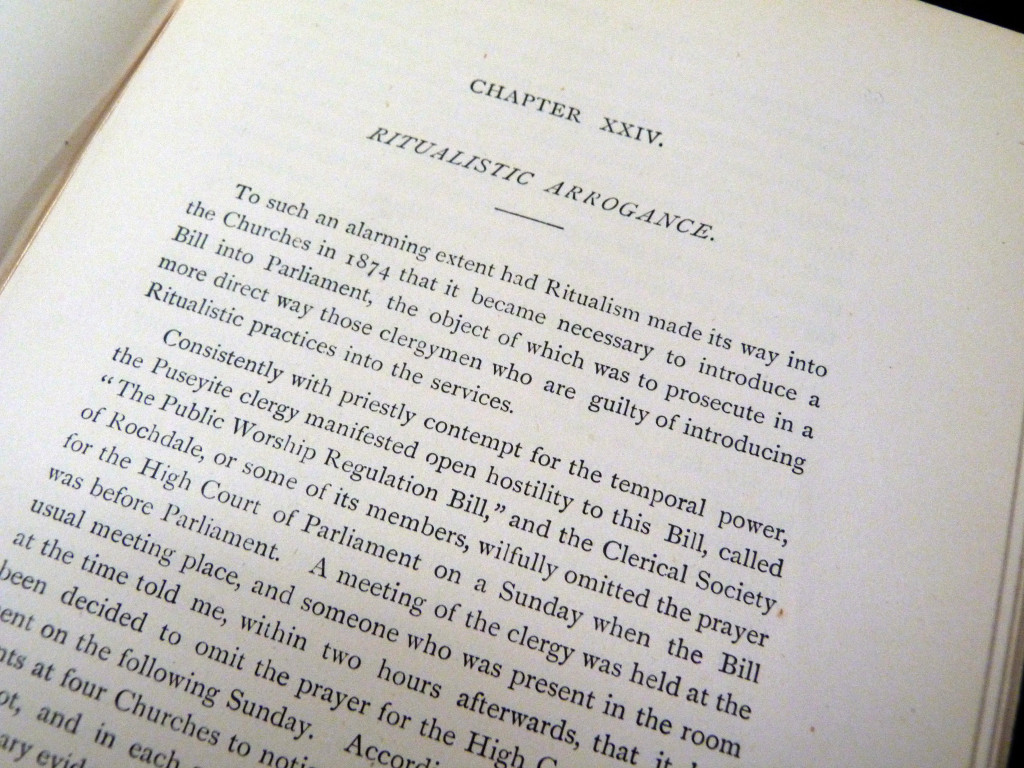 CHAPTER XXIV.
RITUALISTIC ARROGANCE.
To such an alarming extent had Ritualism made its way into
the Churches in 1874 that it became necessary to introduce a
Bill into Parliament, the object of which was to prosecute in a
more direct way those clergymen who are guilty of introducing
Ritualistic practices into the services.
Consistently with priestly contempt for the temporal power,
the Puseyite clergy manifested open hostility to this Bill, called
“The Public Worship Regulation Bill,” and the Clerical Society
of Rochdale, or some of its members, wilfully omitted the prayer
for the High Court of Parliament on a Sunday when the Bill
was before Parliament. A meeting of the clergy was held at the
usual meeting place, and someone who was present in the room
at the time told me, within two hours afterwards, that it
been decided to omit the prayer for the High
on the following Sunday.
at four Churches to
and in each